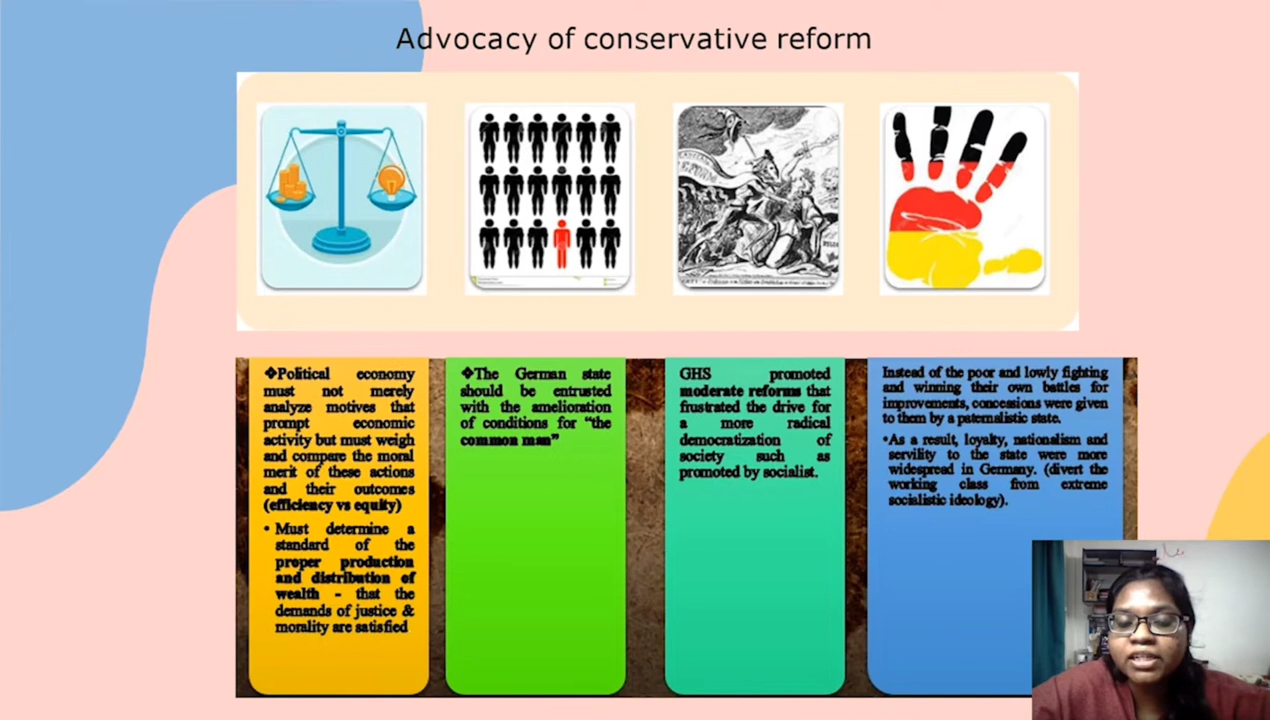 Advocacy of conservative reform
❖Political economy
must not merely
analyze motives that
prompt economic
activity but must weigh
and compare the moral
merit of these actions
and their outcomes
(efficiency vs equity)
• Must determine a
standard of the
proper production
and distribution of
wealth - that the
demands of justice &
morality are satisfied
❖The German state
should be entrusted
with the amelioration
of conditions for “the
common man”
GHS promoted
moderate reforms that
frustrated the drive for
a more radical
democratization of
society such as
promoted by socialist.
Instead of the poor and lowly fighting
and winning their own battles for
improvements, concessions were given
to them by a paternalistic state.
•As a result, loyalty, nationalism and
servility to the state were more
widespread in Germany. (divert the
working class from extreme
socialistic ideology).